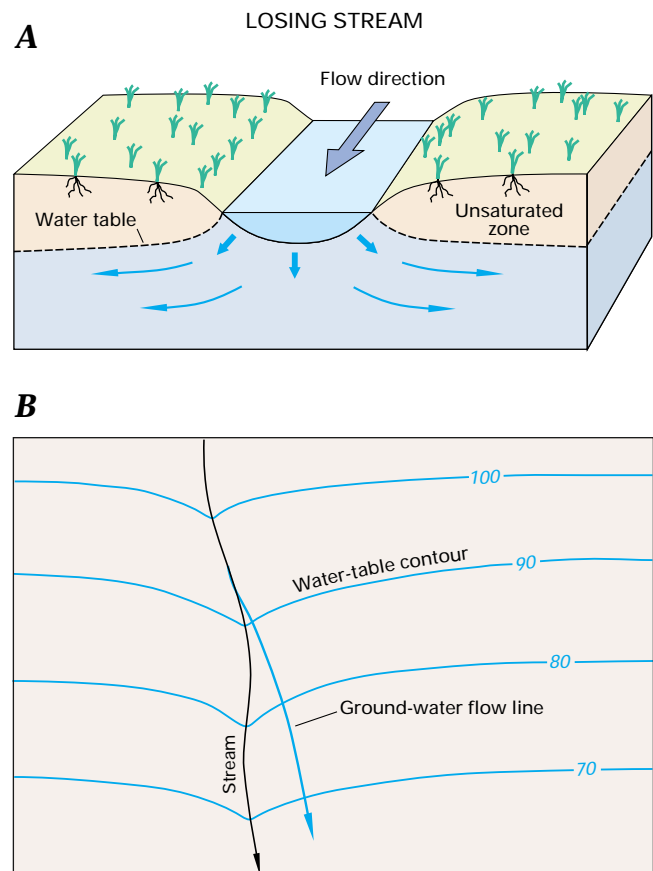 LOSING STREAM
A
Flow direction
Water table
Unsaturated
zone
B
100
Water-table contour
90
80
Ground-water flow line
Stream
70